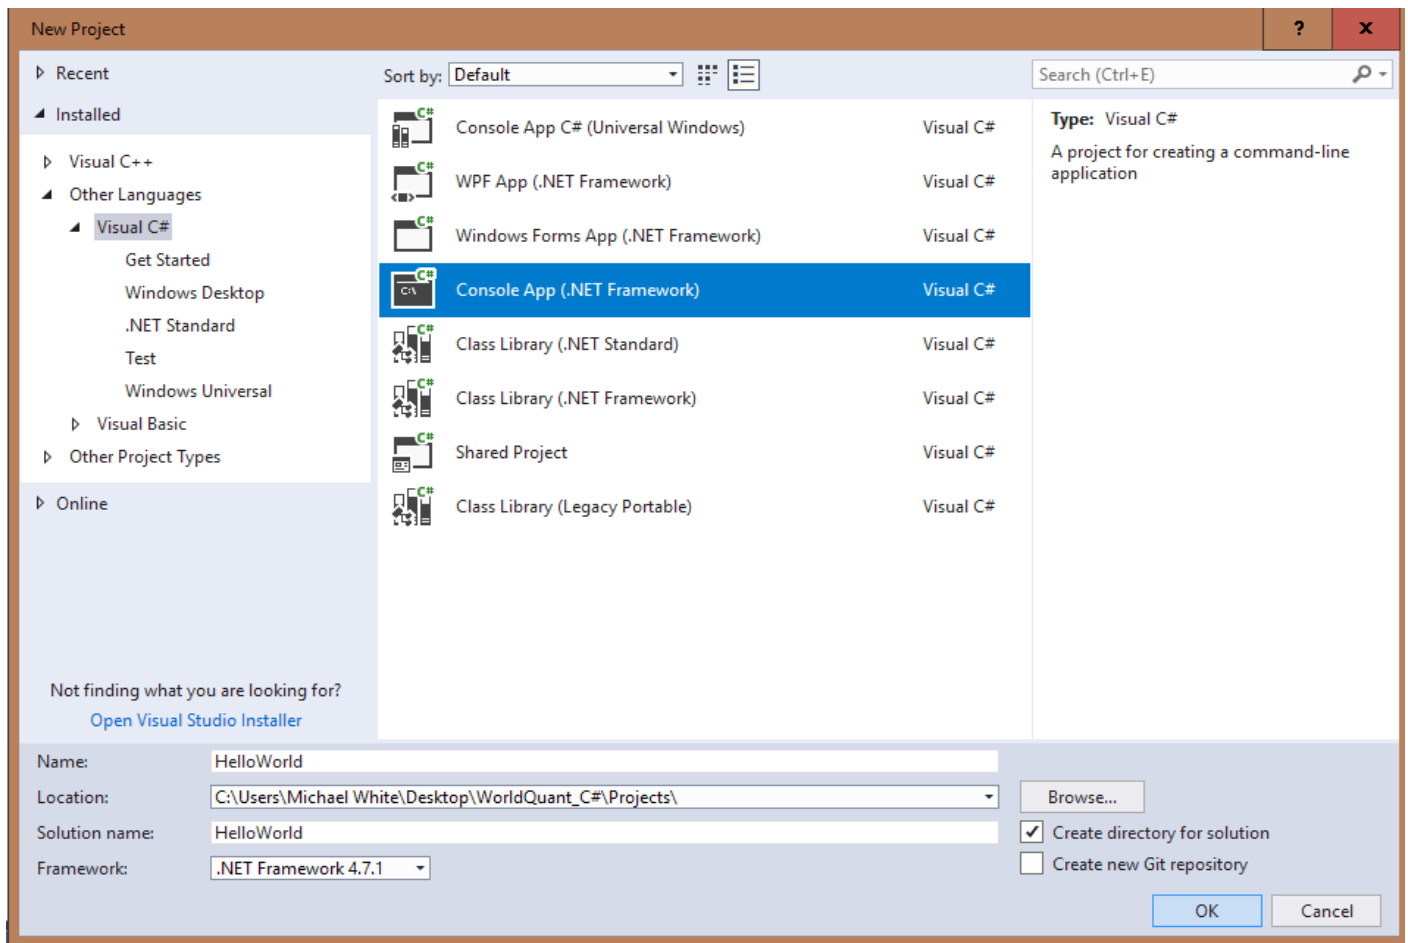 New Project
? x
Recent
Installed
Visual C++
Other Languages
Visual C#
Get Started
Windows Desktop
.NET Standard
Test
Windows Universal
Visual Basic
Other Project Types
Online
Not finding what you are looking for?
Open Visual Studio Installer
Sort by: Default
C# Console App C# (Universal Windows) Visual C#
C# WPF App (.NET Framework) Visual C#
C# Windows Forms App (.NET Framework) Visual C#
C# C:\ Console App (.NET Framework) Visual C#
C# Class Library (.NET Standard) Visual C#
C# Class Library (.NET Framework) Visual C#
C# Shared Project Visual C#
C# Class Library (Legacy Portable) Visual C#
Search (Ctrl+E)
Type: Visual C#
A project for creating a command-line
application
Name: HelloWorld
Location: C:\Users\Michael White\Desktop\WorldQuant_C#\Projects\
Browse...
Solution name: HelloWorld
Create directory for solution
Framework: .NET Framework 4.7.1
Create new Git repository
OK Cancel